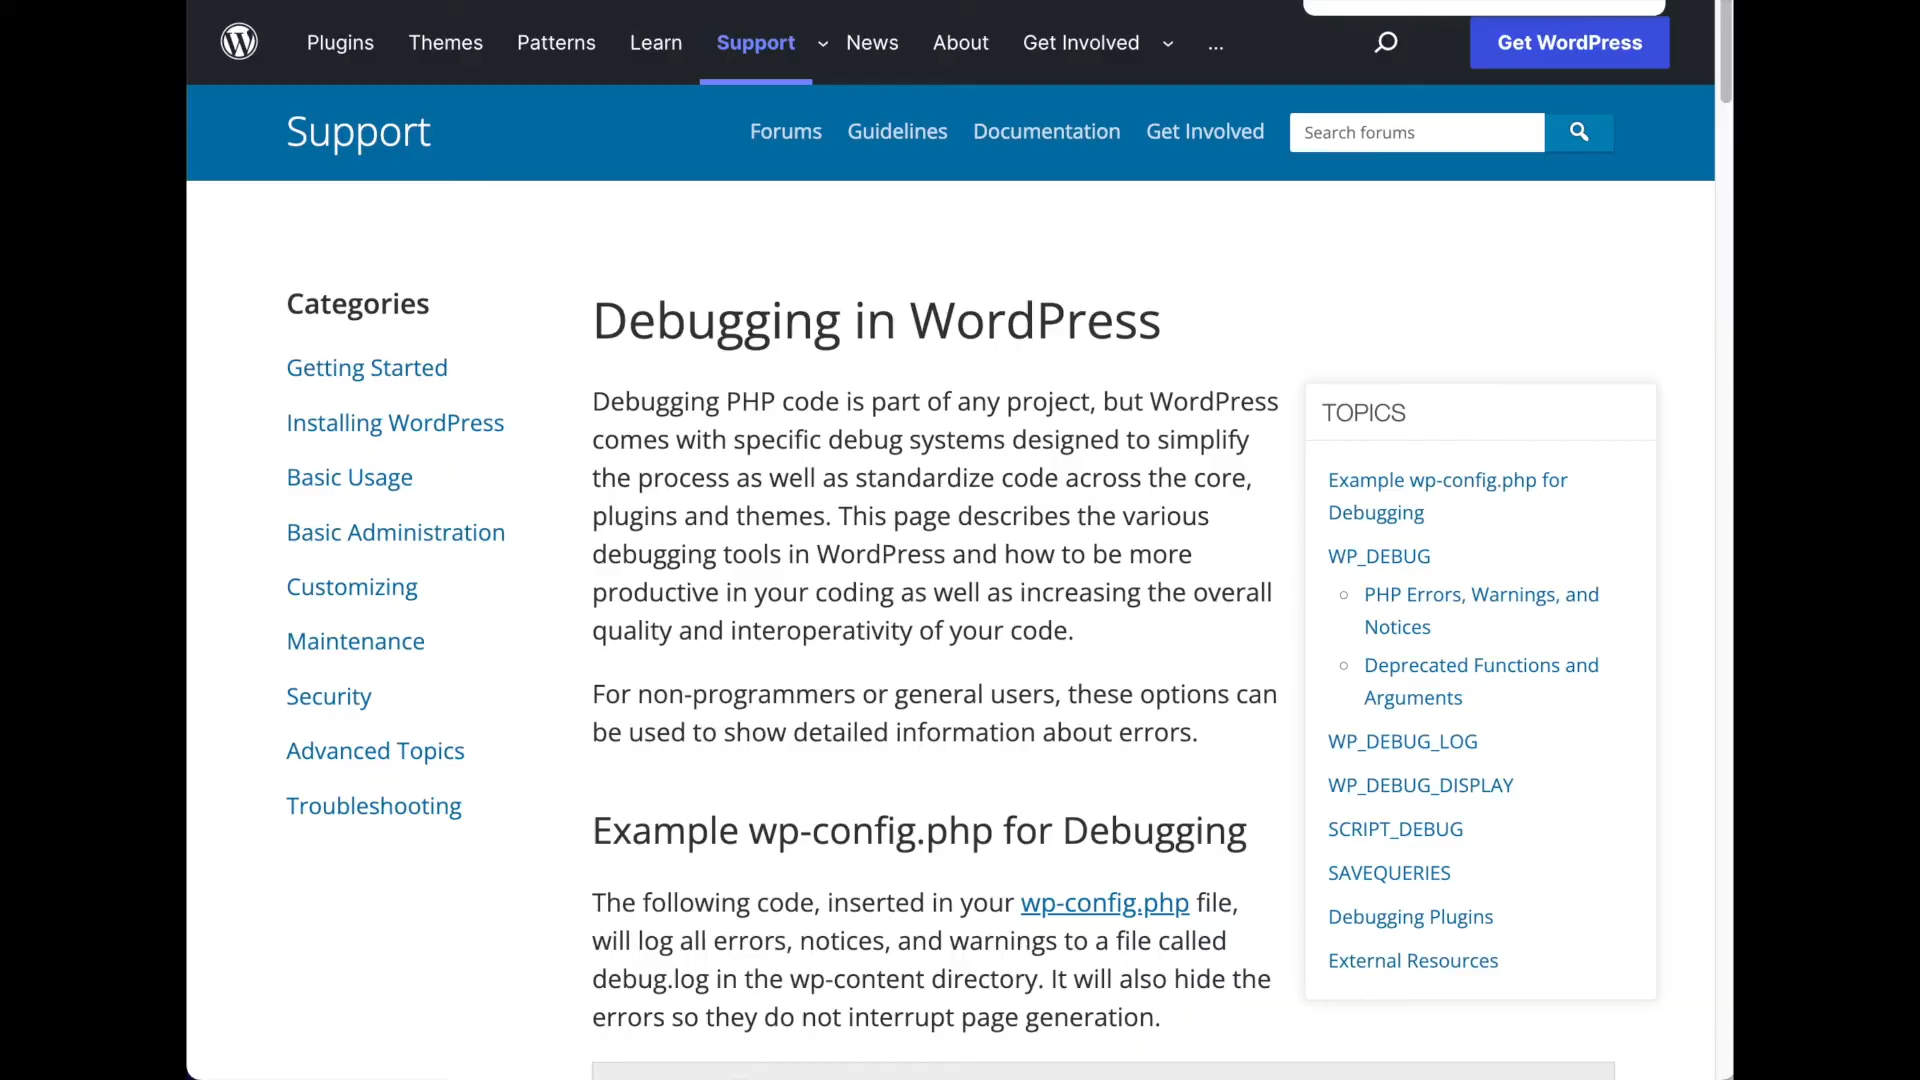 Plugins Themes Patterns Learn Support News About Get Involved ... Get WordPress
Support Forums Guidelines Documentation Get Involved Search forums
Categories
Getting Started
Installing WordPress
Basic Usage
Basic Administration
Customizing
Maintenance
Security
Advanced Topics
Troubleshooting
Debugging in WordPress
Debugging PHP code is part of any project, but WordPress
comes with specific debug systems designed to simplify
the process as well as standardize code across the core,
plugins and themes. This page describes the various
debugging tools in WordPress and how to be more
productive in your coding as well as increasing the overall
quality and interoperativity of your code.
For non-programmers or general users, these options can
be used to show detailed information about errors.
Example wp-config.php for Debugging
The following code, inserted in your wp-config.php file,
will log all errors, notices, and warnings to a file called
debug.log in the wp-content directory. It will also hide the
errors so they do not interrupt page generation.
TOPICS
Example wp-config.php for
Debugging
WP_DEBUG
PHP Errors, Warnings, and
Notices
Deprecated Functions and
Arguments
WP_DEBUG_LOG
WP_DEBUG_DISPLAY
SCRIPT_DEBUG
SAVEQUERIES
Debugging Plugins
External Resources